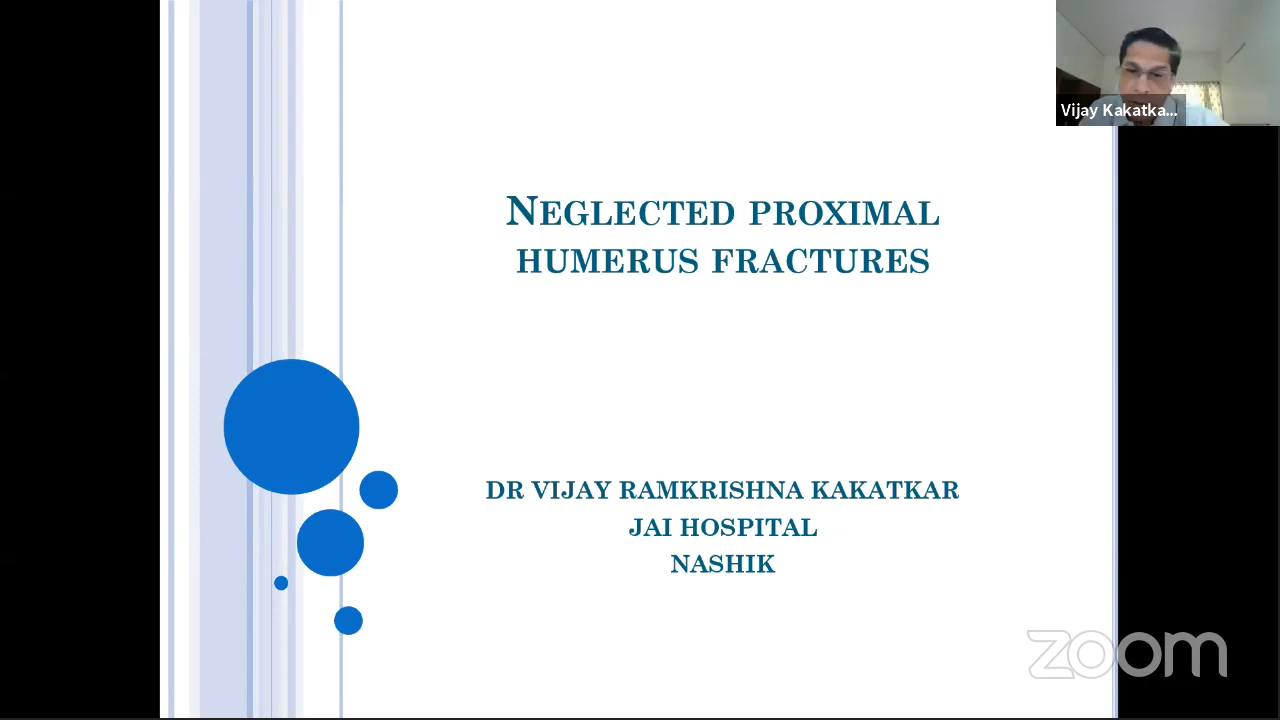 Vijay Kakatka...
NEGLECTED PROXIMAL
HUMERUS FRACTURES
DR VIJAY RAMKRISHNA KAKATKAR
JAI HOSPITAL
NASHIK
zoom